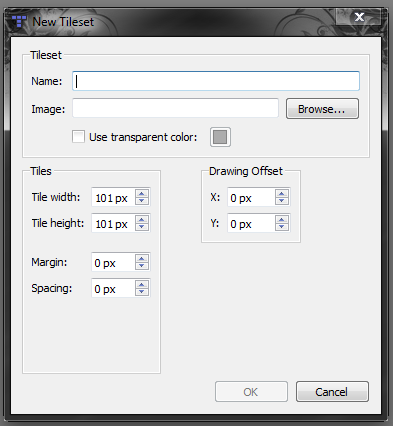 New Tileset
Tileset
Name:
Image:
Browse...
Use transparent color:
Tiles
Tile width: 101 px
Tile height: 101 px
Margin: 0 px
Spacing: 0 px
Drawing Offset
X: 0 px
Y: 0 px
OK
Cancel